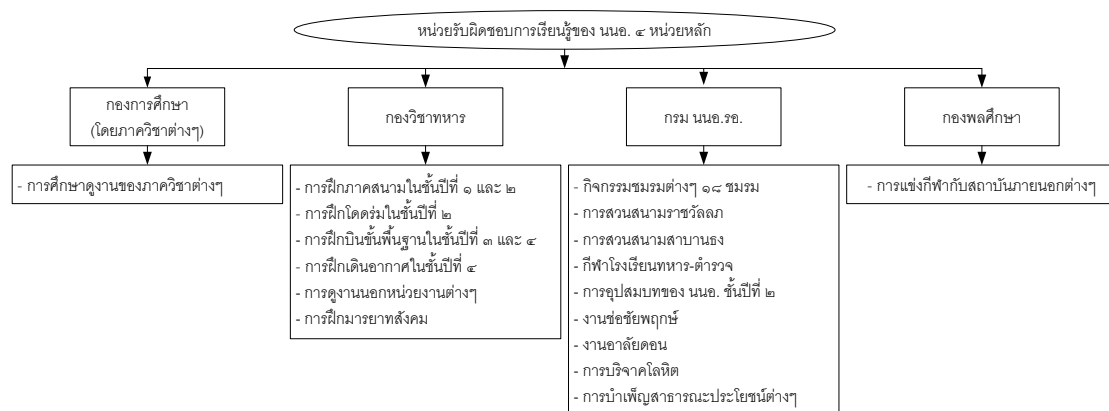 หน่วยรับผิดชอบการเรียนรู้ของ นนอ. ๔ หน่วยหลัก
กองการศึกษา
(โดยภาควิชาต่างๆ)
- การศึกษาดูงานของภาควิชาต่างๆ
กองวิชาทหาร
- การฝึกภาคสนามในชั้นปีที่ ๑ และ ๒
- การฝึกโดดร่มในชั้นปีที่ ๒
- การฝึกบินขั้นพื้นฐานในชั้นปีที่ ๓ และ ๔
- การฝึกเดินอากาศในชั้นปีที่ ๔
- การดูงานนอกหน่วยงานต่างๆ
- การฝึกมารยาทสังคม
กรม นนอ.รอ.
- กิจกรรมชมรมต่างๆ ๑๘ ชมรม
- การสวนสนามราชวัลลภ
- การสวนสนามสาบานธง
- กีฬาโรงเรียนทหาร-ตำรวจ
- การอุปสมบทของ นนอ. ชั้นปีที่ ๒
- งานช่อชัยพฤกษ์
- งานอาลัยดอน
- การบริจาคโลหิต
- การบำเพ็ญสาธารณะประโยชน์ต่างๆ
กองพลศึกษา
- การแข่งกีฬากับสถาบันภายนอกต่างๆ